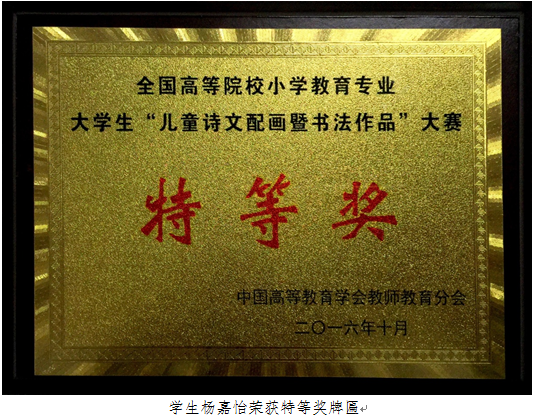 全国高等院校小学教育专业
大学生“儿童诗文配画暨书法作品”大赛
特等奖
中国高等教育学会教师教育分会
二〇一六年十月
学生杨嘉怡荣获特等奖牌匾